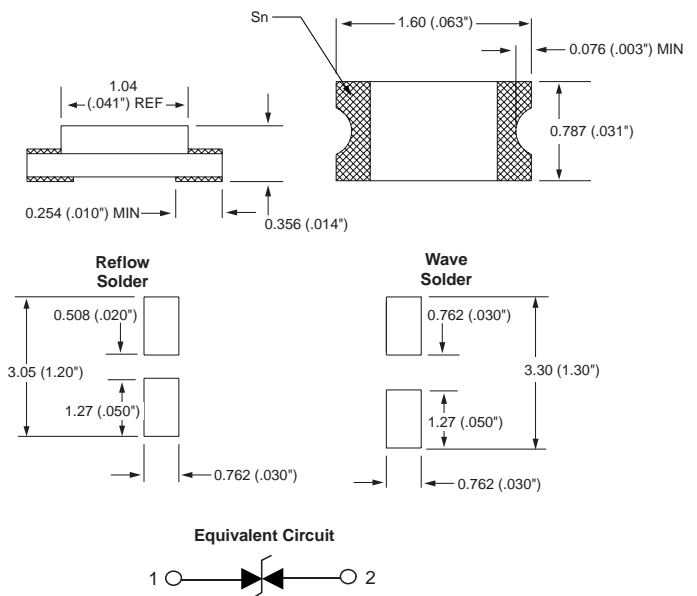 Sn
1.60 (.063")
0.076 (.003") MIN
1.04
(.041") REF
0.787 (.031")
0.254 (.010") MIN
0.356 (.014")
Reflow
Solder
Wave
Solder
0.508 (.020")
0.762 (.030")
3.05 (1.20")
3.30 (1.30")
1.27 (.050")
1.27 (.050")
0.762 (.030")
0.762 (.030")
Equivalent Circuit
1
2